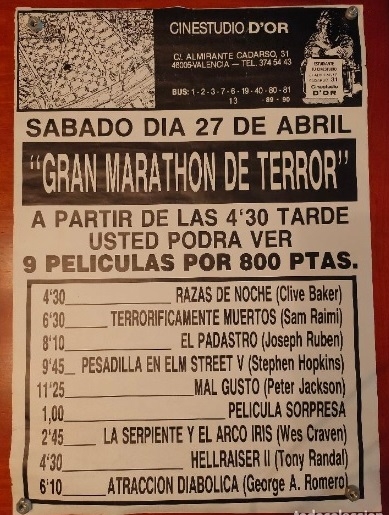 CINESTUDIO D'OR
C/. ALMIRANTE CADARSO, 31
46005-VALENCIA - TEL. 374 54 43
BUS: 1 - 2 - 3 - 7 - 6 - 19 - 40 - 80 - 81
13 - 89 - 90
Cinestudio
D'OR
SABADO DIA 27 DE ABRIL
"GRAN MARATHON DE TERROR"
A PARTIR DE LAS 4'30 TARDE
USTED PODRA VER
9 PELICULAS POR 800 PTAS.
4'30 RAZAS DE NOCHE (Clive Baker)
6'30 TERRORIFICAMENTE MUERTOS (Sam Raimi)
8'10 EL PADASTRO (Joseph Ruben)
9'45 PESADILLA EN ELM STREET V (Stephen Hopkins)
11'25 MAL GUSTO (Peter Jackson)
1,00 PELICULA SORPRESA
2'45 LA SERPIENTE Y EL ARCO IRIS (Wes Craven)
4'30 HELLRAISER II (Tony Randal)
6'10 ATRACCION DIABOLICA (George A. Romero)
todocoleccion